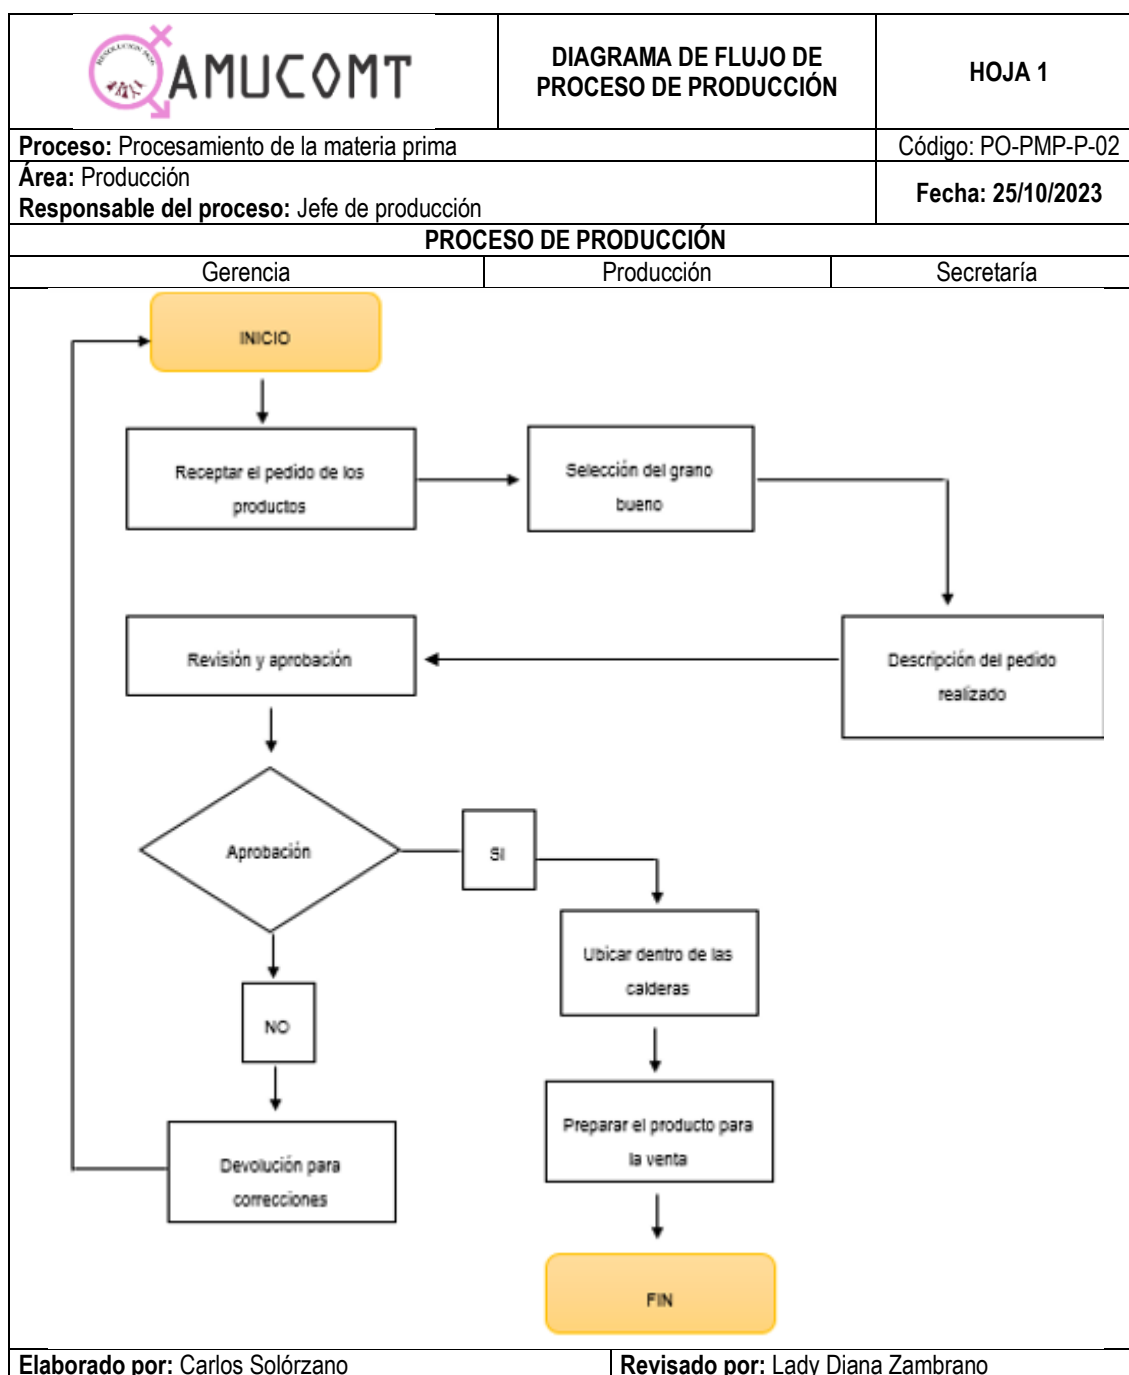 RESOLUCION
AMUCOMT
DIAGRAMA DE FLUJO DE
PROCESO DE PRODUCCIÓN
HOJA 1
Proceso: Procesamiento de la materia prima
Código: PO-PMP-P-02
Área: Producción
Responsable del proceso: Jefe de producción
Fecha: 25/10/2023
PROCESO DE PRODUCCIÓN
Gerencia
Producción
Secretaría
INICIO
Receptar el pedido de los
productos
Selección del grano
bueno
Revisión y aprobación
Descripción del pedido
realizado
Aprobación
SI
Ubicar dentro de las
calderas
NO
Preparar el producto para
la venta
Devolución para
correcciones
FIN
Elaborado por: Carlos Solórzano
Revisado por: Lady Diana Zambrano